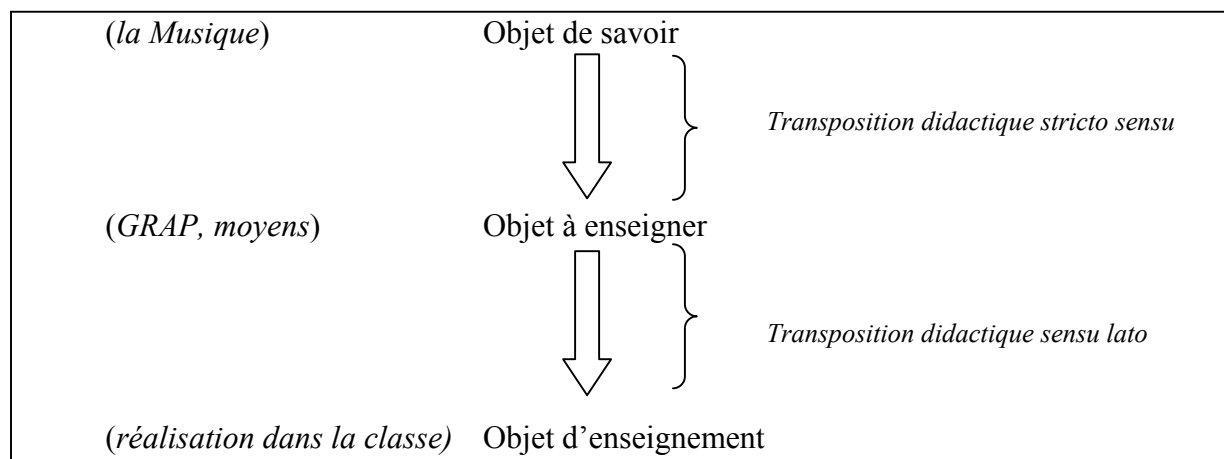 (la Musique) Objet de savoir
Transposition didactique stricto sensu
(GRAP, moyens) Objet à enseigner
Transposition didactique sensu lato
(réalisation dans la classe) Objet d’enseignement